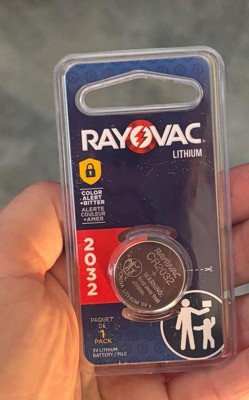 RAYOVAC
LITHIUM
COLOR
ALERT
+BITTER
ALERTE
COULEUR
+AMER
2032
RAYOVAC
CR2032
+
WARNING:
PAQUET
DE
1
PACK
3V LITHIUM
BATTERY / PILE